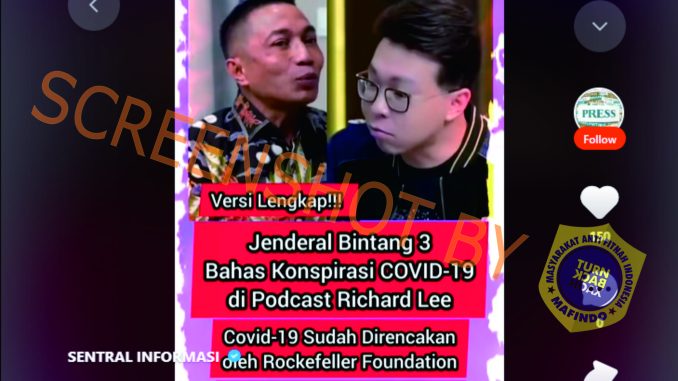 PRESS
Follow
SCREENSHOT BY
Versi Lengkap!!!
150
Jenderal Bintang 3
Bahas Konspirasi COVID-19
di Podcast Richard Lee
MASYARAKAT ANTI FITNAH INDONESIA
TURN
BACK
HOAX
MAFINDO
Covid-19 Sudah Direncakan
oleh Rockefeller Foundation
SENTRAL INFORMASI